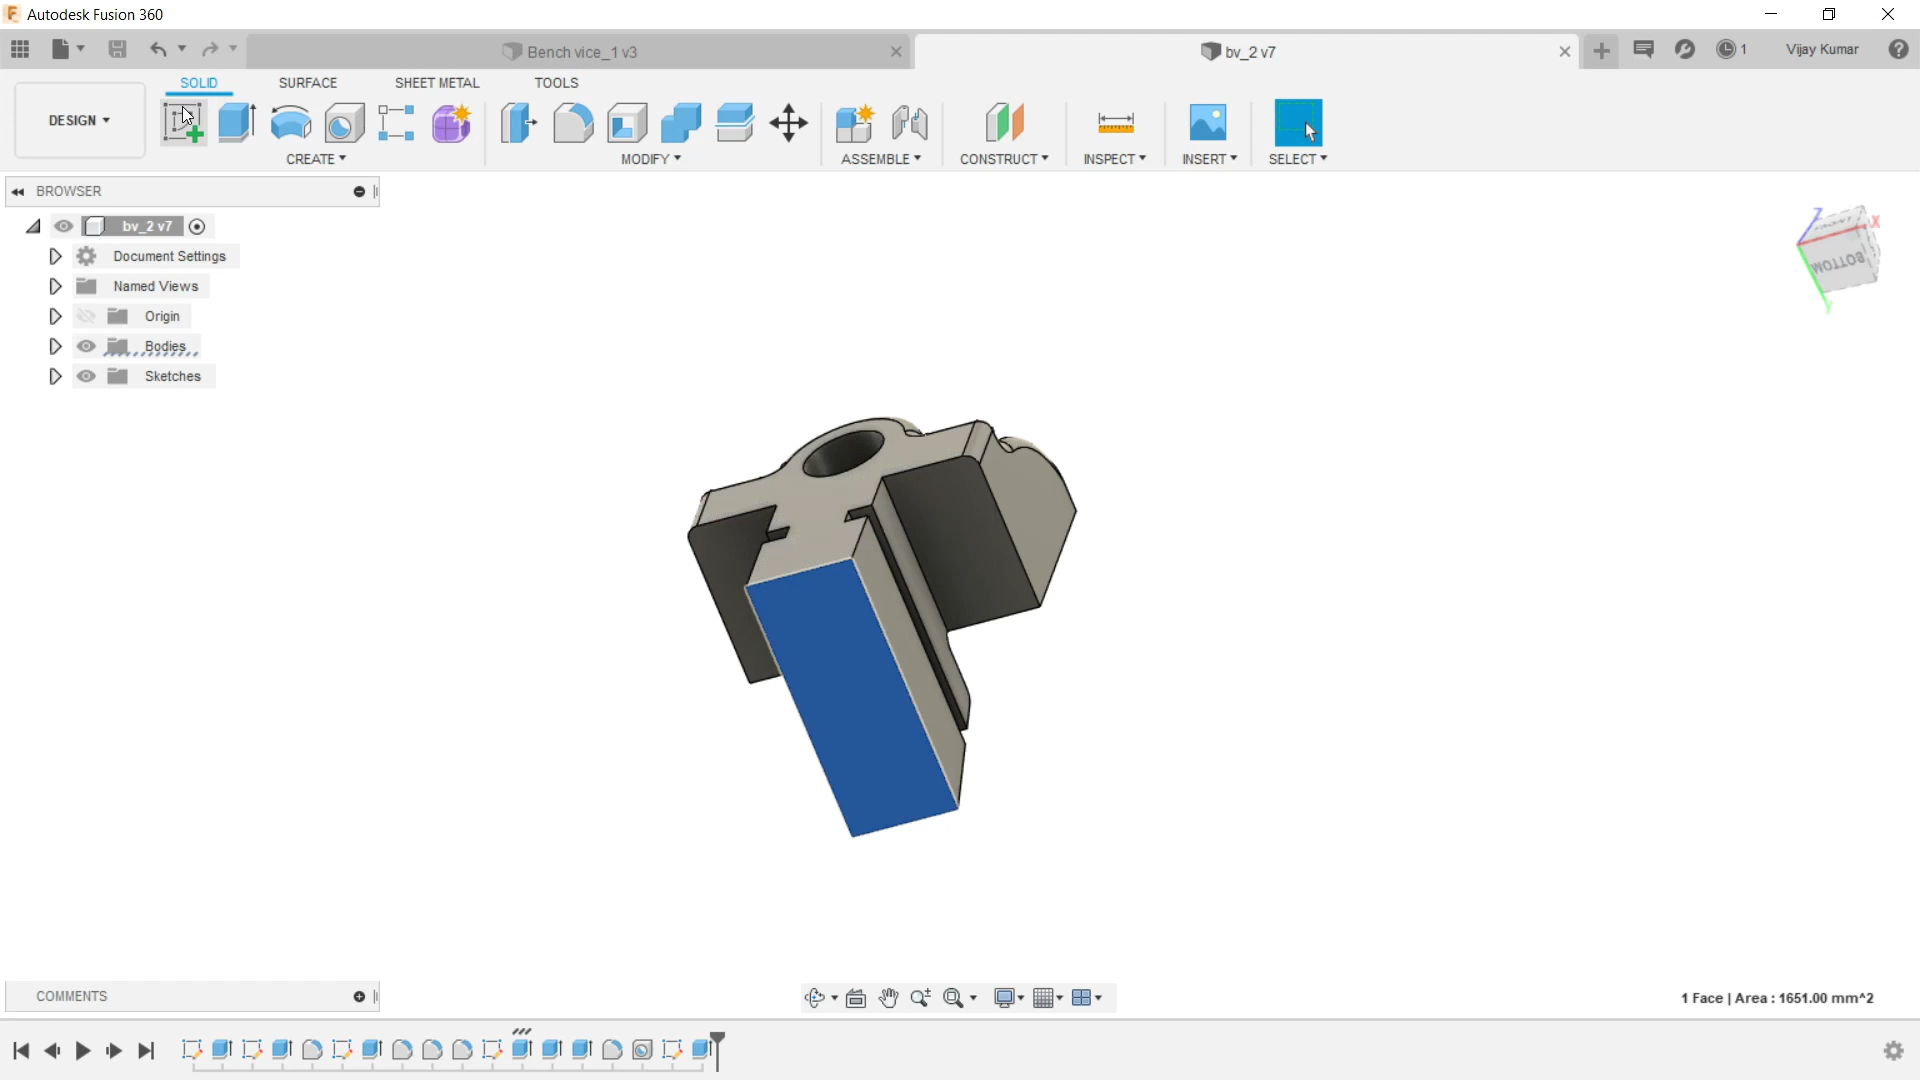 Autodesk Fusion 360
Bench vice_1 v3
bv_2 v7
1
Vijay Kumar
DESIGN
SOLID
SURFACE
SHEET METAL
TOOLS
CREATE
MODIFY
ASSEMBLE
CONSTRUCT
INSPECT
INSERT
SELECT
BROWSER
bv_2 v7
Document Settings
Named Views
Origin
Bodies
Sketches
Z
X
BOTTOM
Y
COMMENTS
1 Face | Area : 1651.00 mm^2